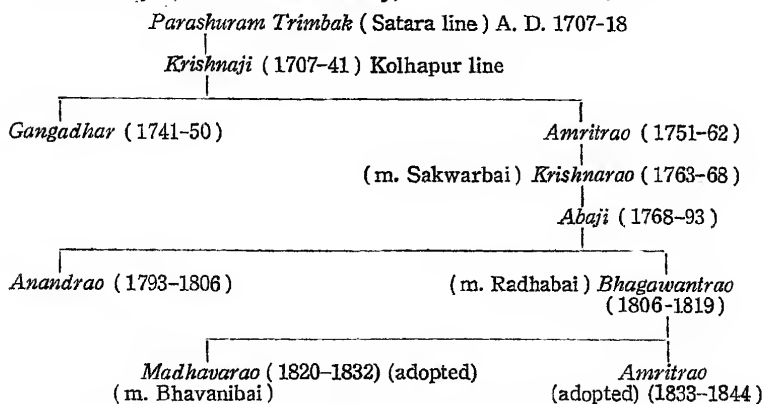 Parashuram Trimbak ( Satara line ) A. D. 1707-18
Krishnaji ( 1707-41 ) Kolhapur line
Gangadhar ( 1741-50 ) Amritrao ( 1751-62 )
(m. Sakwarbai ) Krishnarao ( 1763-68 )
Abaji ( 1768-93 )
Anandrao ( 1793-1806 ) (m. Radhabai ) Bhagawantrao
( 1806-1819 )
Madhavarao ( 1820-1832 ) (adopted) Amritrao
( m. Bhavanibai ) (adopted) (1833-1844 )